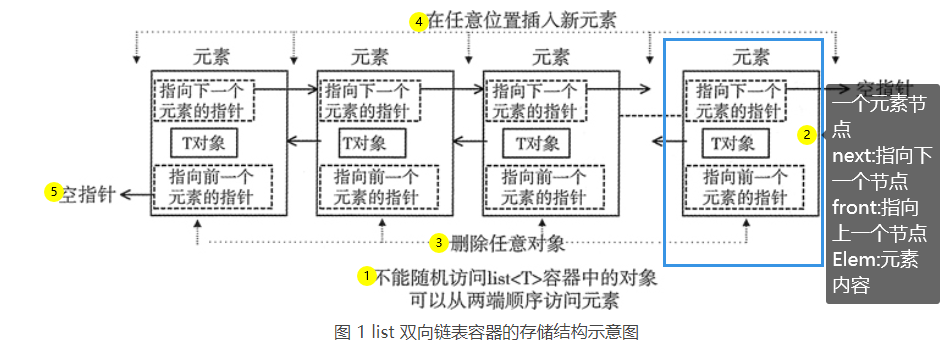 4 在任意位置插入新元素
元素 元素 元素 元素
指向下一个
元素的指针
T对象
指向前一个
元素的指针
指向下一个
元素的指针
T对象
指向前一个
元素的指针
指向下一个
元素的指针
T对象
指向前一个
元素的指针
指向下一个
元素的指针
T对象
指向前一个
元素的指针
空指针
2
一个元素节
点
next:指向下
一个节点
front:指向
上一个节点
Elem:元素
内容
5 空指针
3 删除任意对象
1 不能随机访问list<T>容器中的对象
可以从两端顺序访问元素
图 1 list 双向链表容器的存储结构示意图